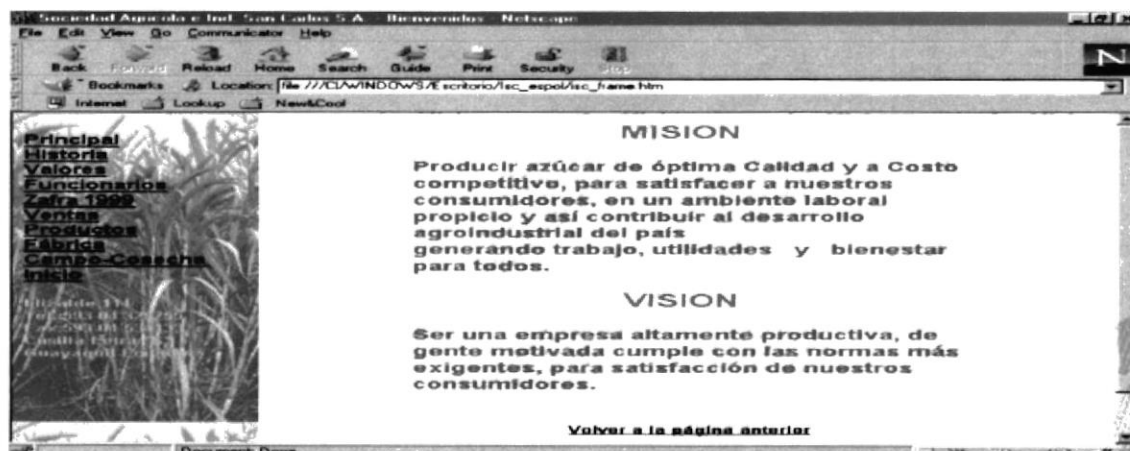 Sociedad Agricola e Ind. San Carlos S.A. - Bienvenidos - Netscape
File Edit View Go Communicator Help
Back Forward Reload Home Search Guide Print Security Stop
N
Bookmarks Location: file:///C|/WINDOWS/Escritorio/isc_espol/isc_frame.htm
Internet Lookup New&Cool
Principal
Historia
Valores
Funcionarios
Zafra 1999
Ventas
Productos
Fábrica
Campo-Cosecha
Inicio
Elizalde 114
Casilla
Guayaquil
MISION
Producir azúcar de óptima Calidad y a Costo
competitivo, para satisfacer a nuestros
consumidores, en un ambiente laboral
propicio y así contribuir al desarrollo
agroindustrial del país
generando trabajo, utilidades y bienestar
para todos.
VISION
Ser una empresa altamente productiva, de
gente motivada cumple con las normas más
exigentes, para satisfacción de nuestros
consumidores.
Volver a la página anterior
Document: Done